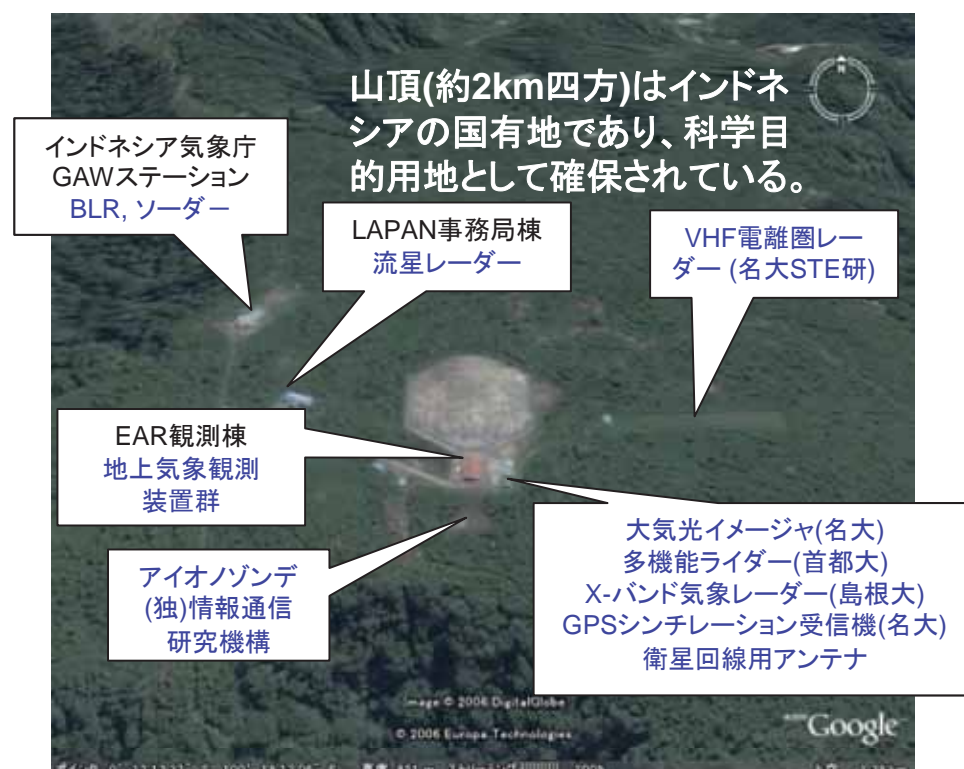 山頂(約2km四方)はインドネ
シアの国有地であり、科学目
的用地として確保されている。
インドネシア気象庁
GAWステーション
BLR, ソーダー
LAPAN事務局棟
流星レーダー
VHF電離圏レー
ダー (名大STE研)
EAR観測棟
地上気象観測
装置群
アイオノゾンデ
(独)情報通信
研究機構
大気光イメージャ(名大)
多機能ライダー(首都大)
X-バンド気象レーダー(島根大)
GPSシンチレーション受信機(名大)
衛星回線用アンテナ
Image © 2006 DigitalGlobe
© 2006 Europa Technologies
Google